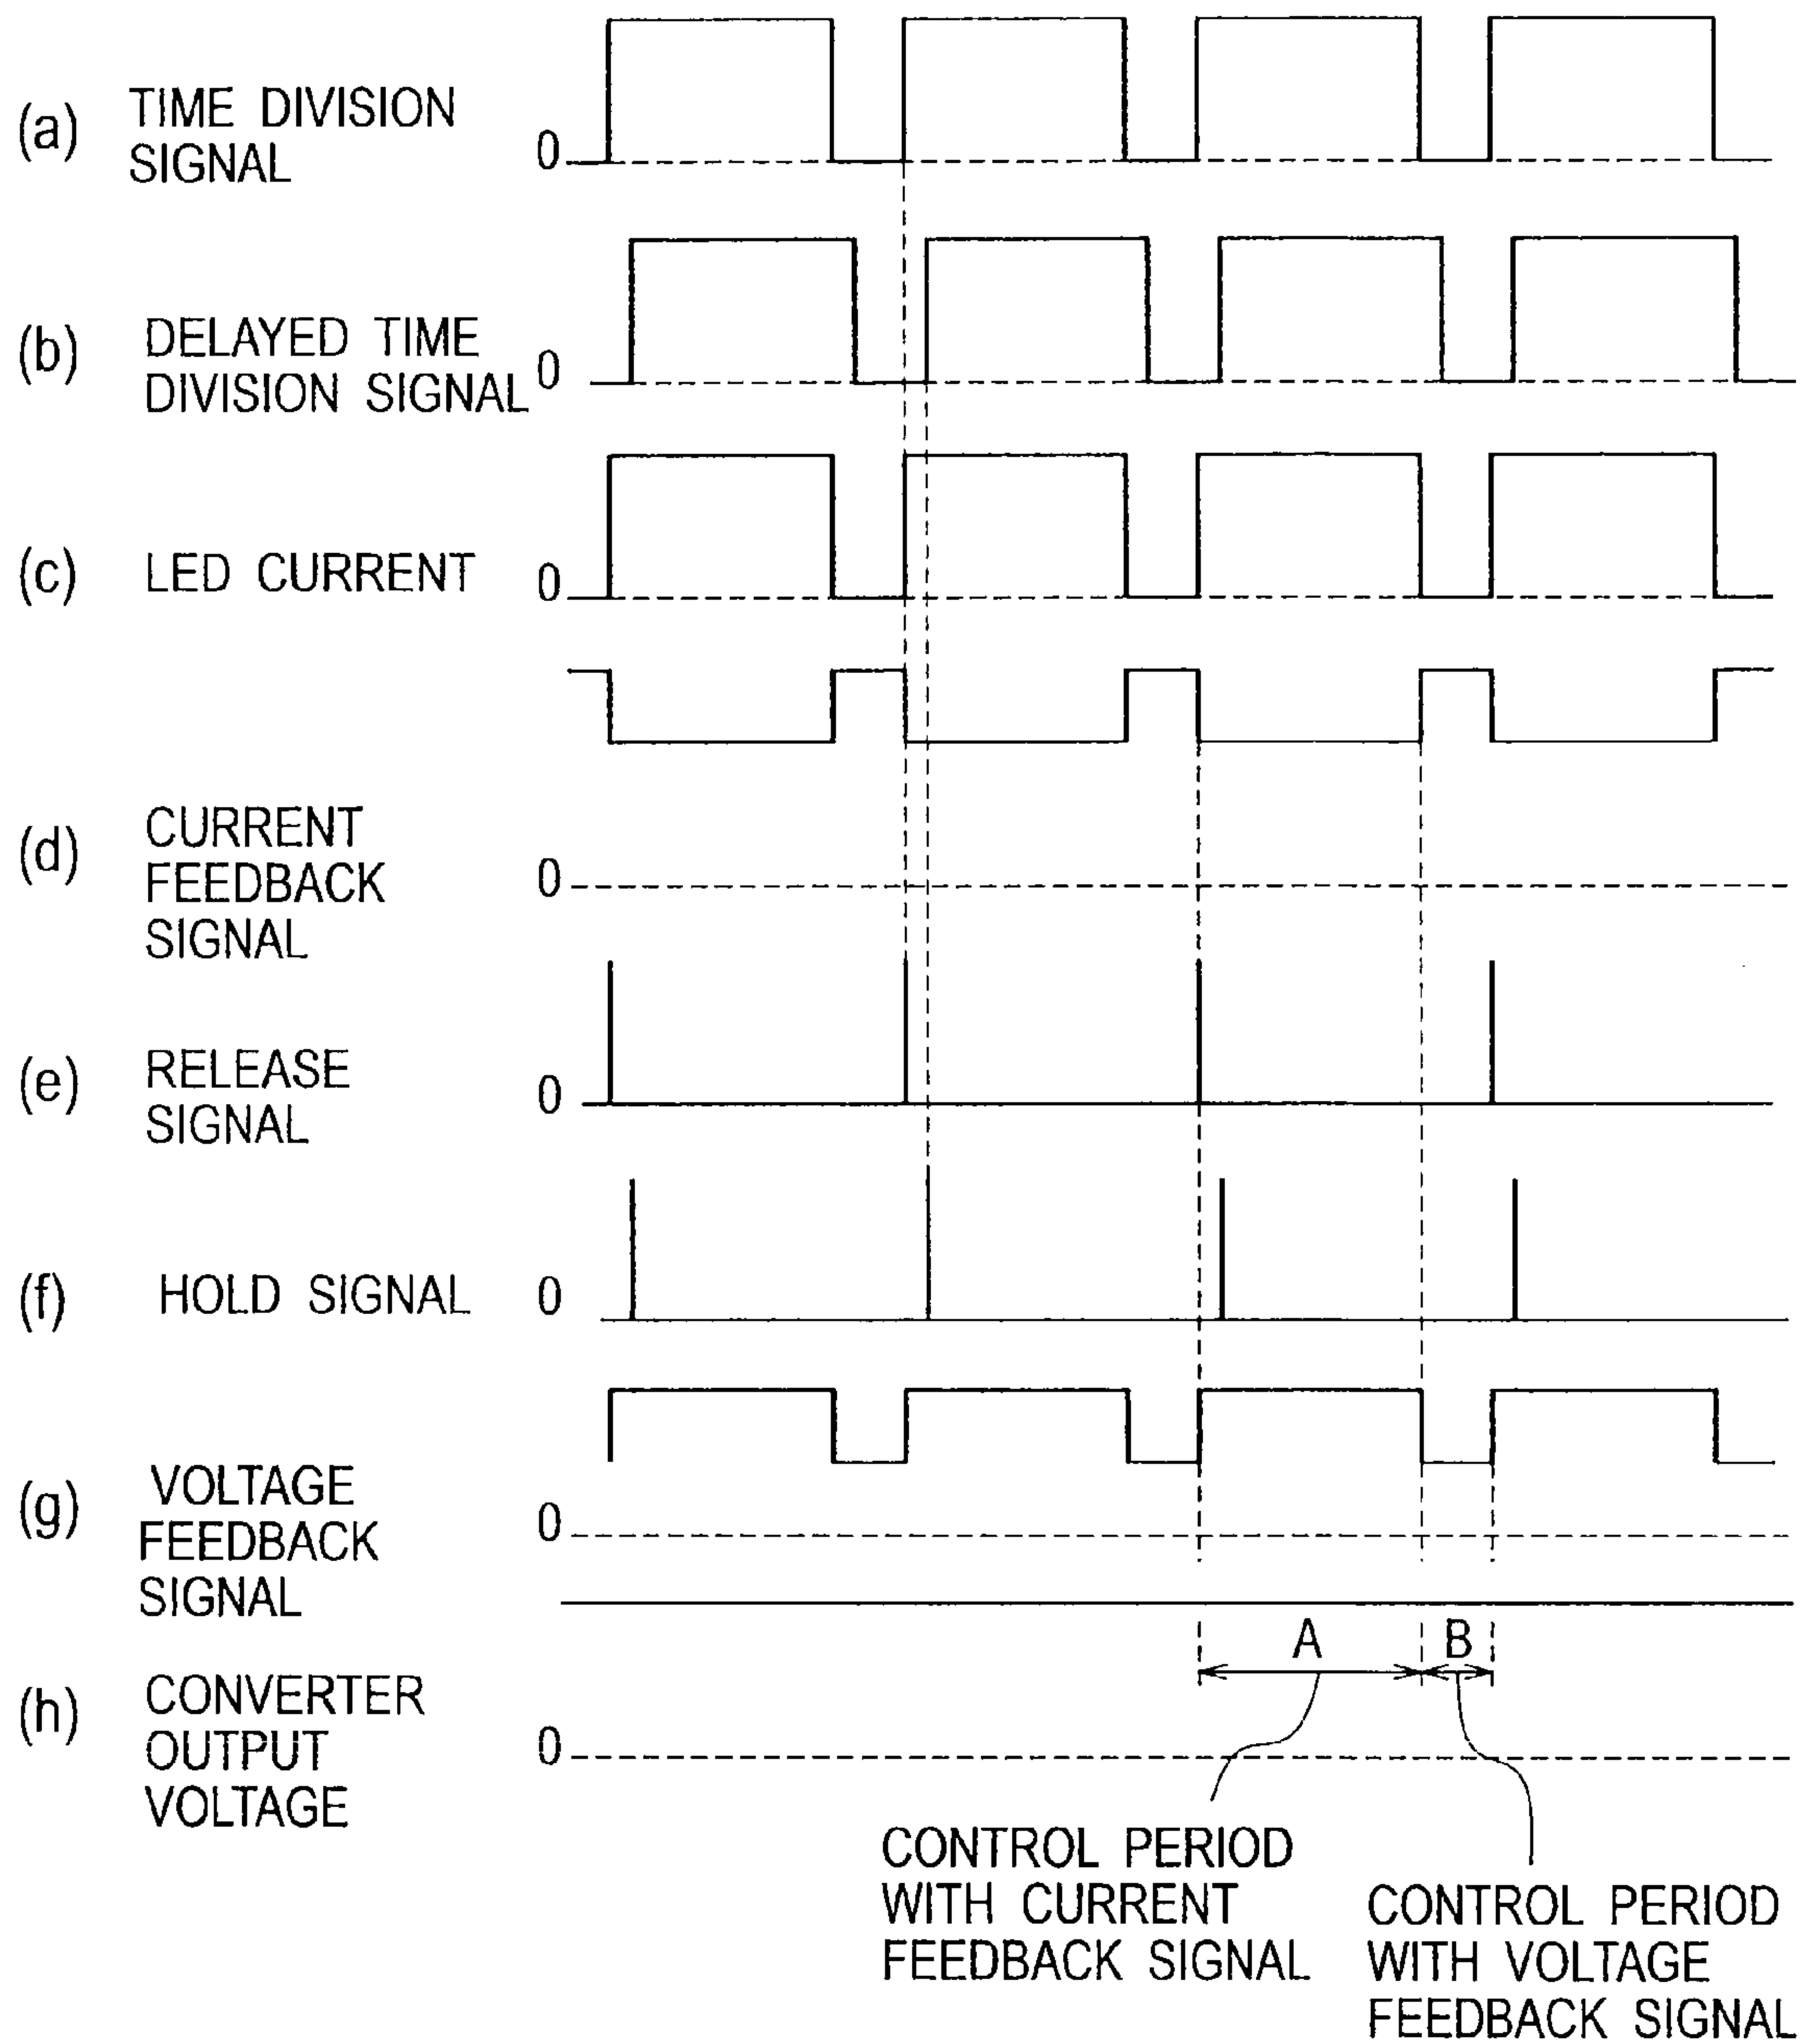 (a) TIME DIVISION
SIGNAL
0
(b) DELAYED TIME
DIVISION SIGNAL
0
(c) LED CURRENT
0
(d) CURRENT
FEEDBACK
SIGNAL
0
(e) RELEASE
SIGNAL
0
(f) HOLD SIGNAL
0
(g) VOLTAGE
FEEDBACK
SIGNAL
0
A
B
(h) CONVERTER
OUTPUT
VOLTAGE
0
CONTROL PERIOD
WITH CURRENT
FEEDBACK SIGNAL
CONTROL PERIOD
WITH VOLTAGE
FEEDBACK SIGNAL